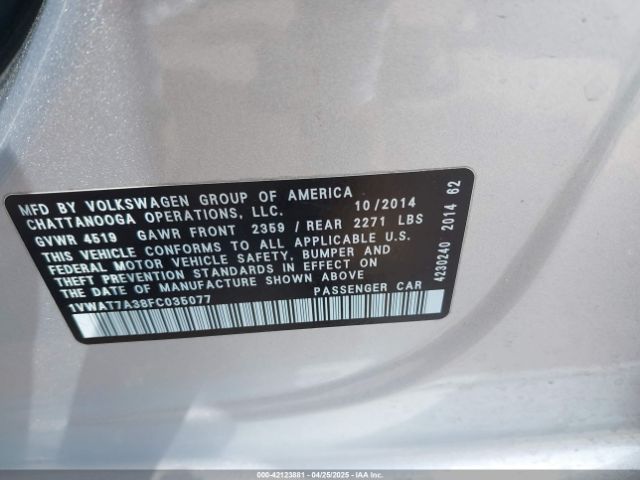 MFD BY VOLKSWAGEN GROUP OF AMERICA
CHATTANOOGA OPERATIONS, LLC. 10/2014
GVWR 4519 GAWR FRONT 2359 / REAR 2271 LBS
THIS VEHICLE CONFORMS TO ALL APPLICABLE U.S.
FEDERAL MOTOR VEHICLE SAFETY, BUMPER AND
THEFT PREVENTION STANDARDS IN EFFECT ON
THE DATE OF MANUFACTURE SHOWN ABOVE
1VWAT7A38FC035077 PASSENGER CAR
4230240 2014 62
000-42123881 - 04/25/2025 - IAA Inc.